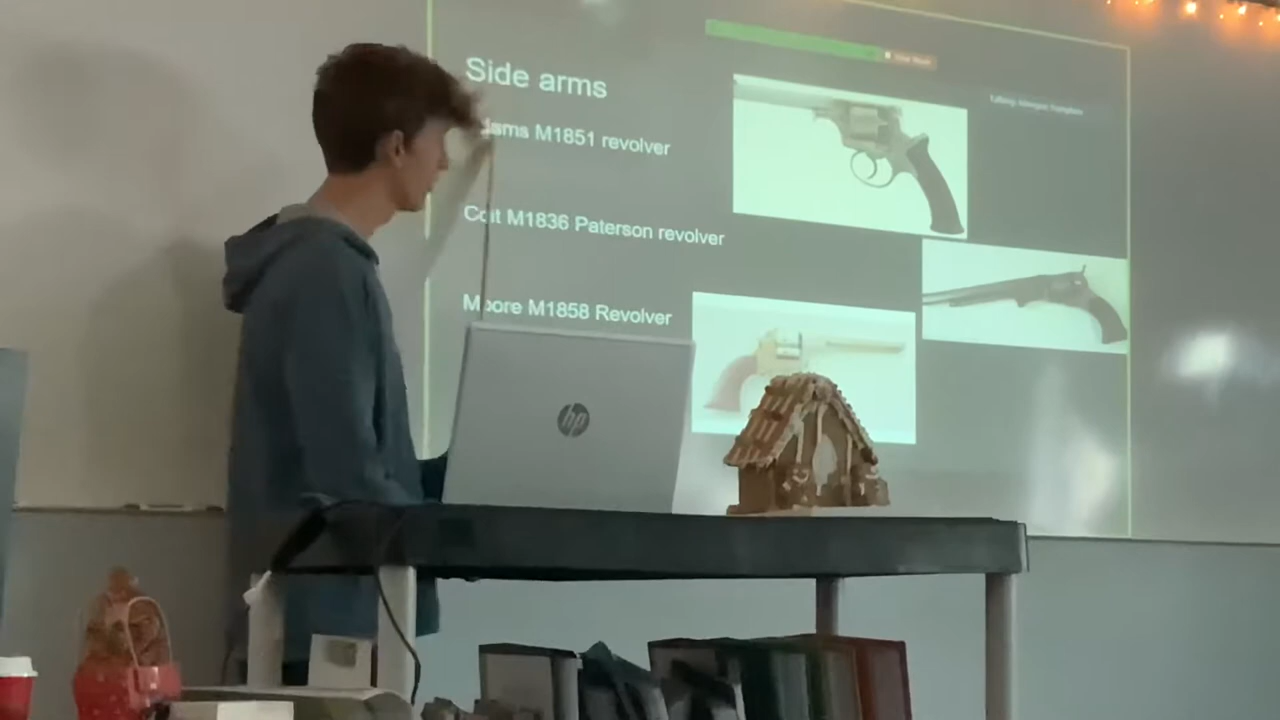 Side arms
M1851 revolver
Colt M1836 Paterson revolver
Moore M1858 Revolver
hp